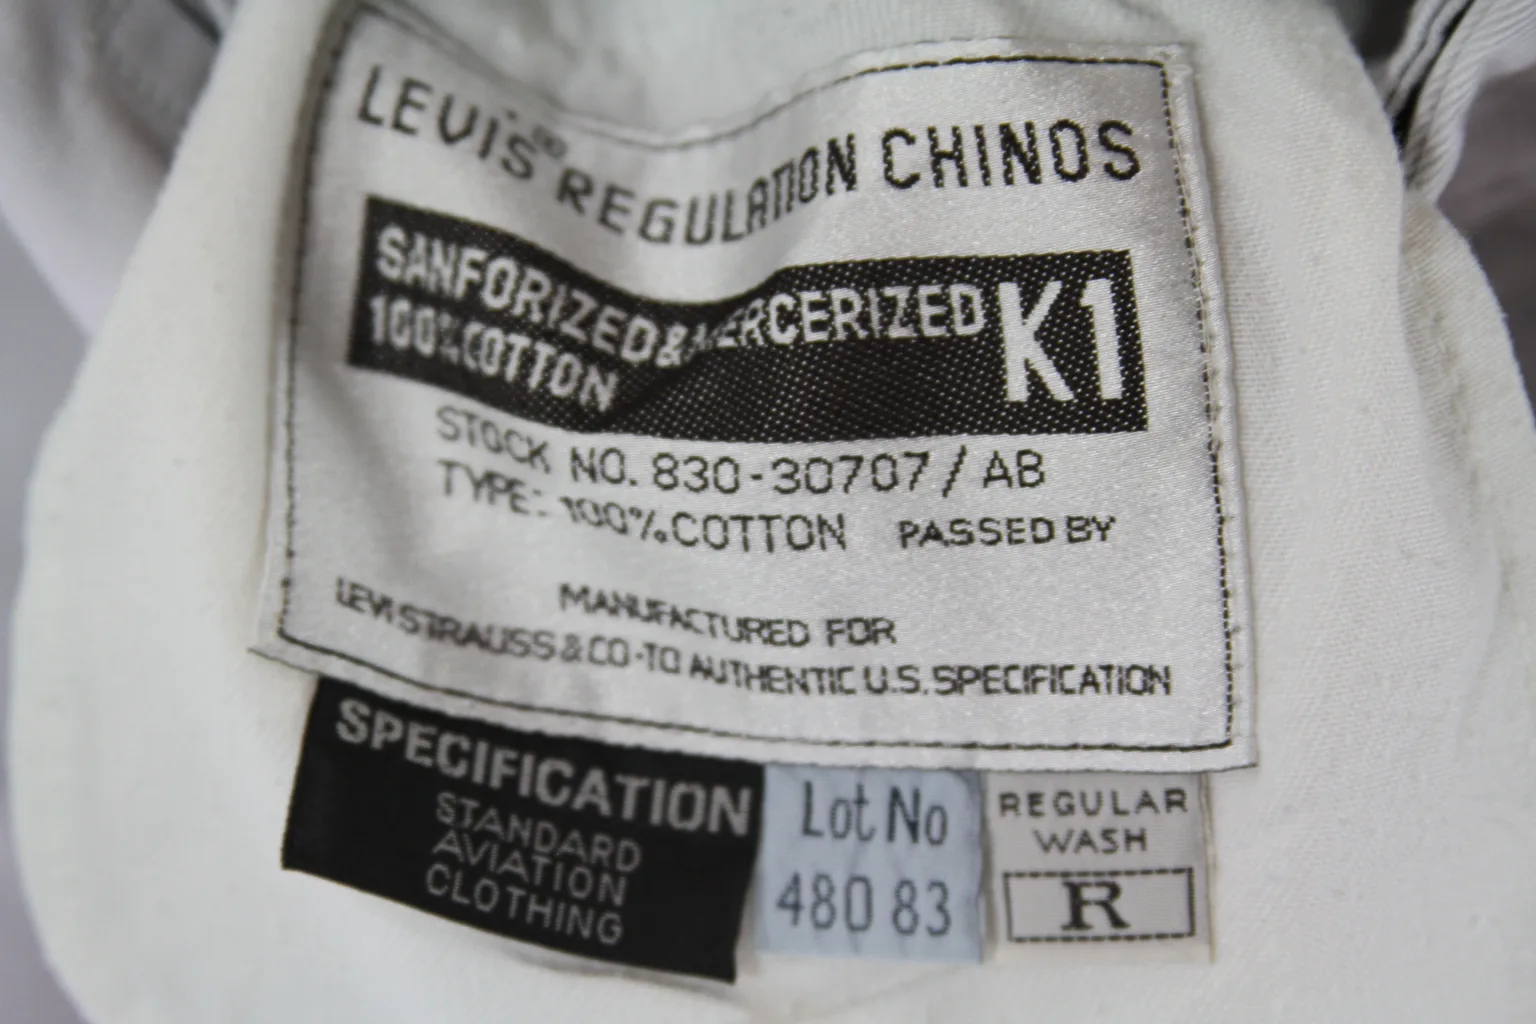 LEVI'S® REGULATION CHINOS
SANFORIZED & MERCERIZED
100% COTTON
K1
STOCK NO. 830-30707 / AB
TYPE: 100% COTTON PASSED BY
MANUFACTURED FOR
LEVI STRAUSS & CO-TO AUTHENTIC U.S. SPECIFICATION
SPECIFICATION
STANDARD
AVIATION
CLOTHING
Lot No
480 83
REGULAR
WASH
R